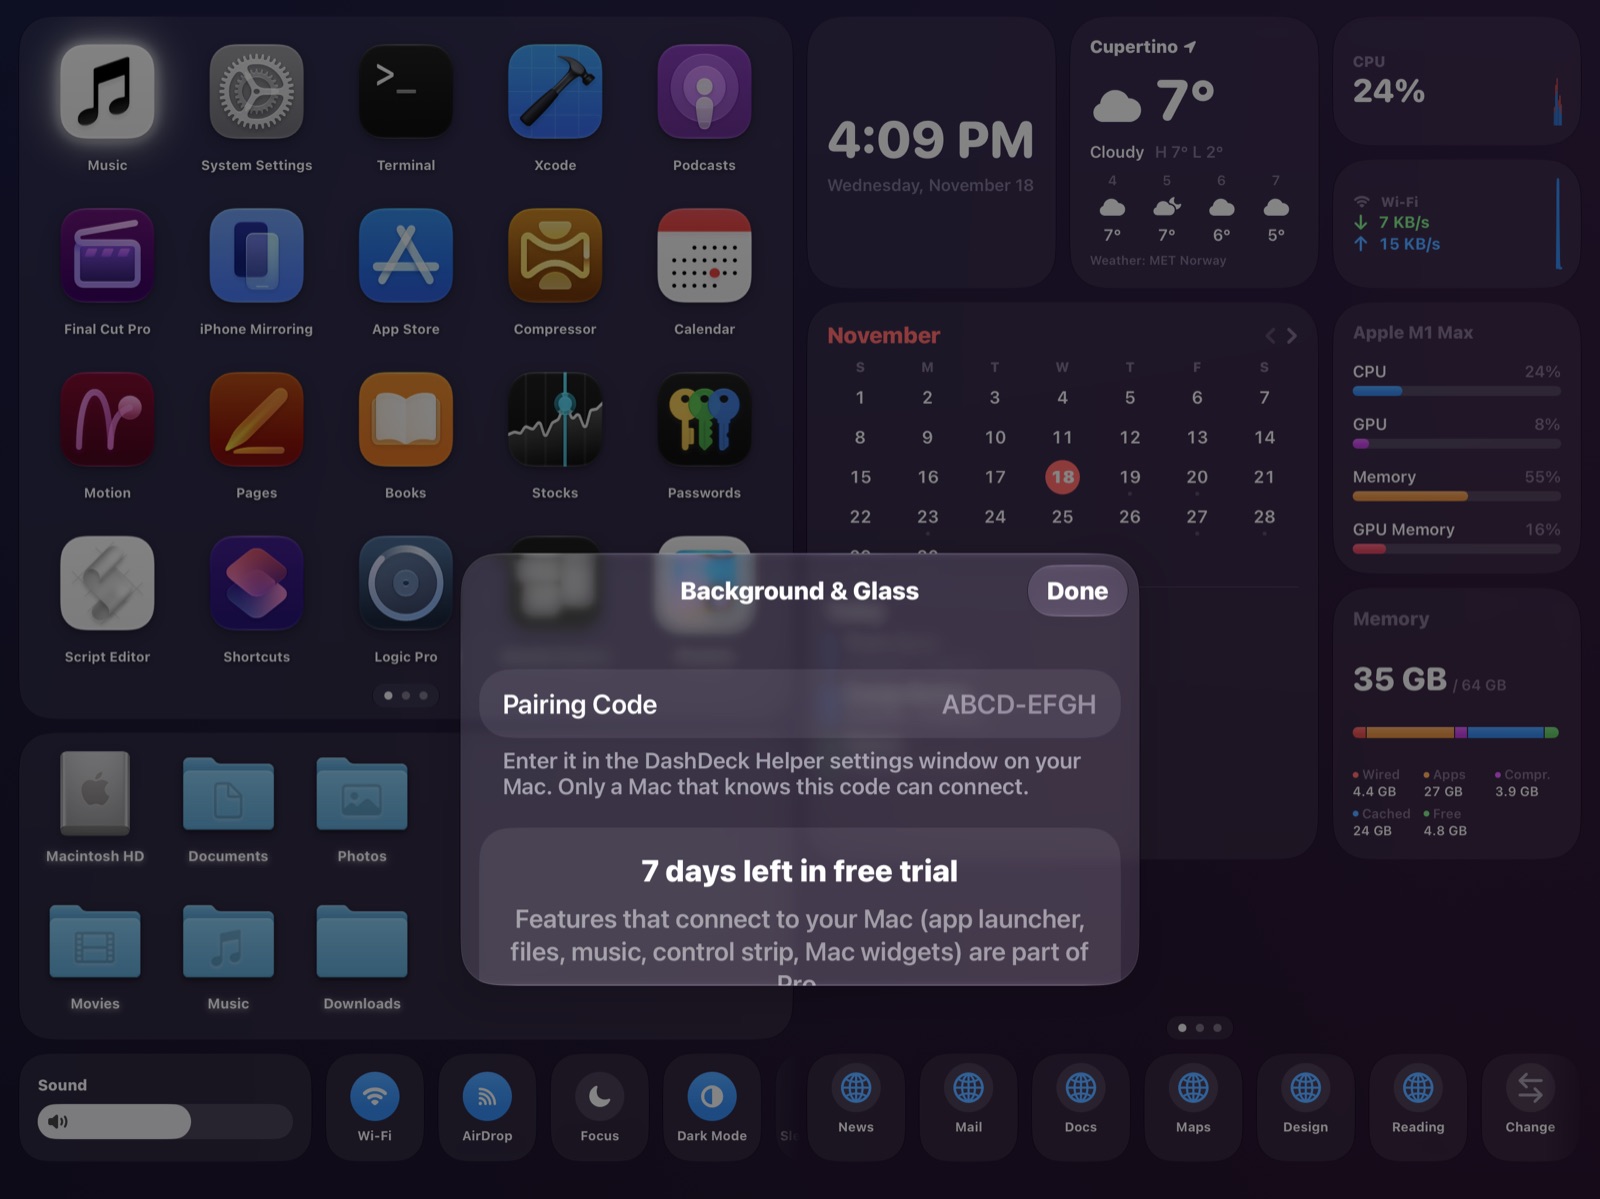 Music
System Settings
Terminal
Xcode
Podcasts
Final Cut Pro
iPhone Mirroring
App Store
Compressor
Calendar
Motion
Pages
Books
Stocks
Passwords
Script Editor
Shortcuts
Logic Pro
Macintosh HD
Documents
Photos
Movies
Music
Downloads
4:09 PM
Wednesday, November 18
Cupertino
7°
Cloudy H 7° L 2°
4 5 6 7
7° 7° 6° 5°
Weather: MET Norway
CPU
24%
Wi-Fi
7 KB/s
15 KB/s
November
S M T W T F S
1 2 3 4 5 6 7
8 9 10 11 12 13 14
15 16 17 18 19 20 21
22 23 24 25 26 27 28
Apple M1 Max
CPU 24%
GPU 8%
Memory 55%
GPU Memory 16%
Memory
35 GB / 64 GB
Wired Apps Compr.
4.4 GB 27 GB 3.9 GB
Cached Free
24 GB 4.8 GB
Background & Glass
Done
Pairing Code ABCD-EFGH
Enter it in the DashDeck Helper settings window on your
Mac. Only a Mac that knows this code can connect.
7 days left in free trial
Features that connect to your Mac (app launcher,
files, music, control strip, Mac widgets) are part of
Pro
Sound
Wi-Fi
AirDrop
Focus
Dark Mode
News
Mail
Docs
Maps
Design
Reading
Change